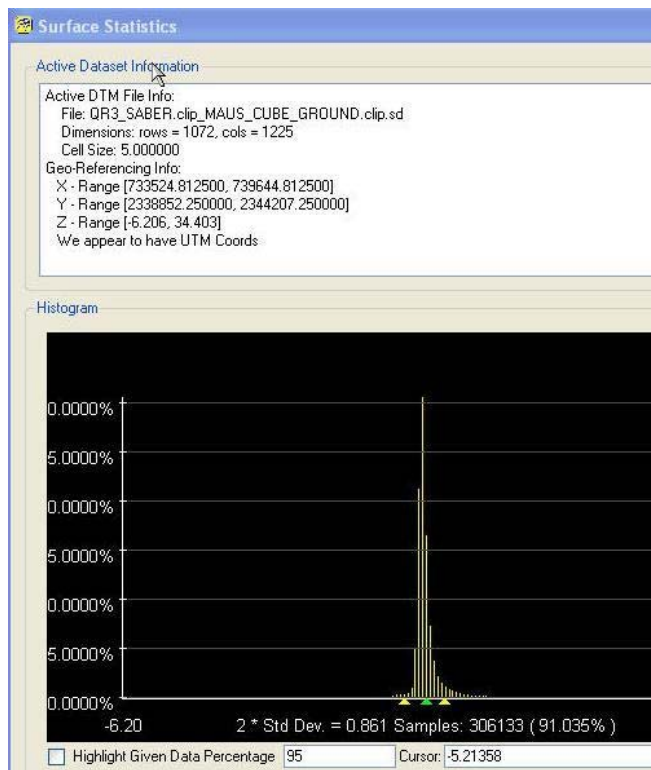 Surface Statistics
Active Dataset Information
Active DTM File Info:
File: QR3_SABER.clip_MAUS_CUBE_GROUND.clip.sd
Dimensions: rows = 1072, cols = 1225
Cell Size: 5.000000
Geo-Referencing Info:
X - Range [733524.812500, 739644.812500]
Y - Range [2338852.250000, 2344207.250000]
Z - Range [-6.206, 34.403]
We appear to have UTM Coords
Histogram
0.0000%
5.0000%
0.0000%
5.0000%
0.0000%
5.0000%
0.0000%
-6.20 2 * Std Dev. = 0.861 Samples: 306133 ( 91.035% )
Highlight Given Data Percentage 95 Cursor: -5.21358